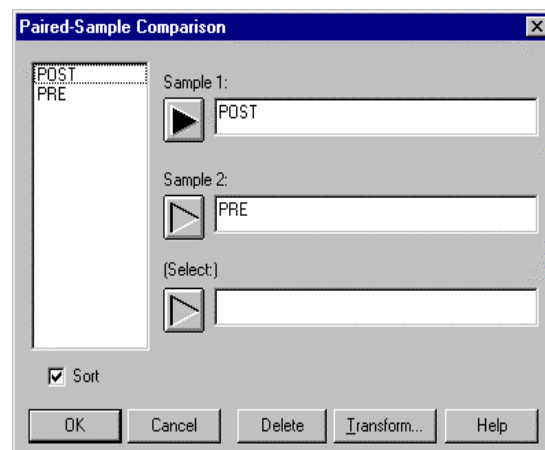 Paired-Sample Comparison
POST
PRE
Sample 1:
POST
Sample 2:
PRE
(Select:)
Sort
OK Cancel Delete Transform... Help